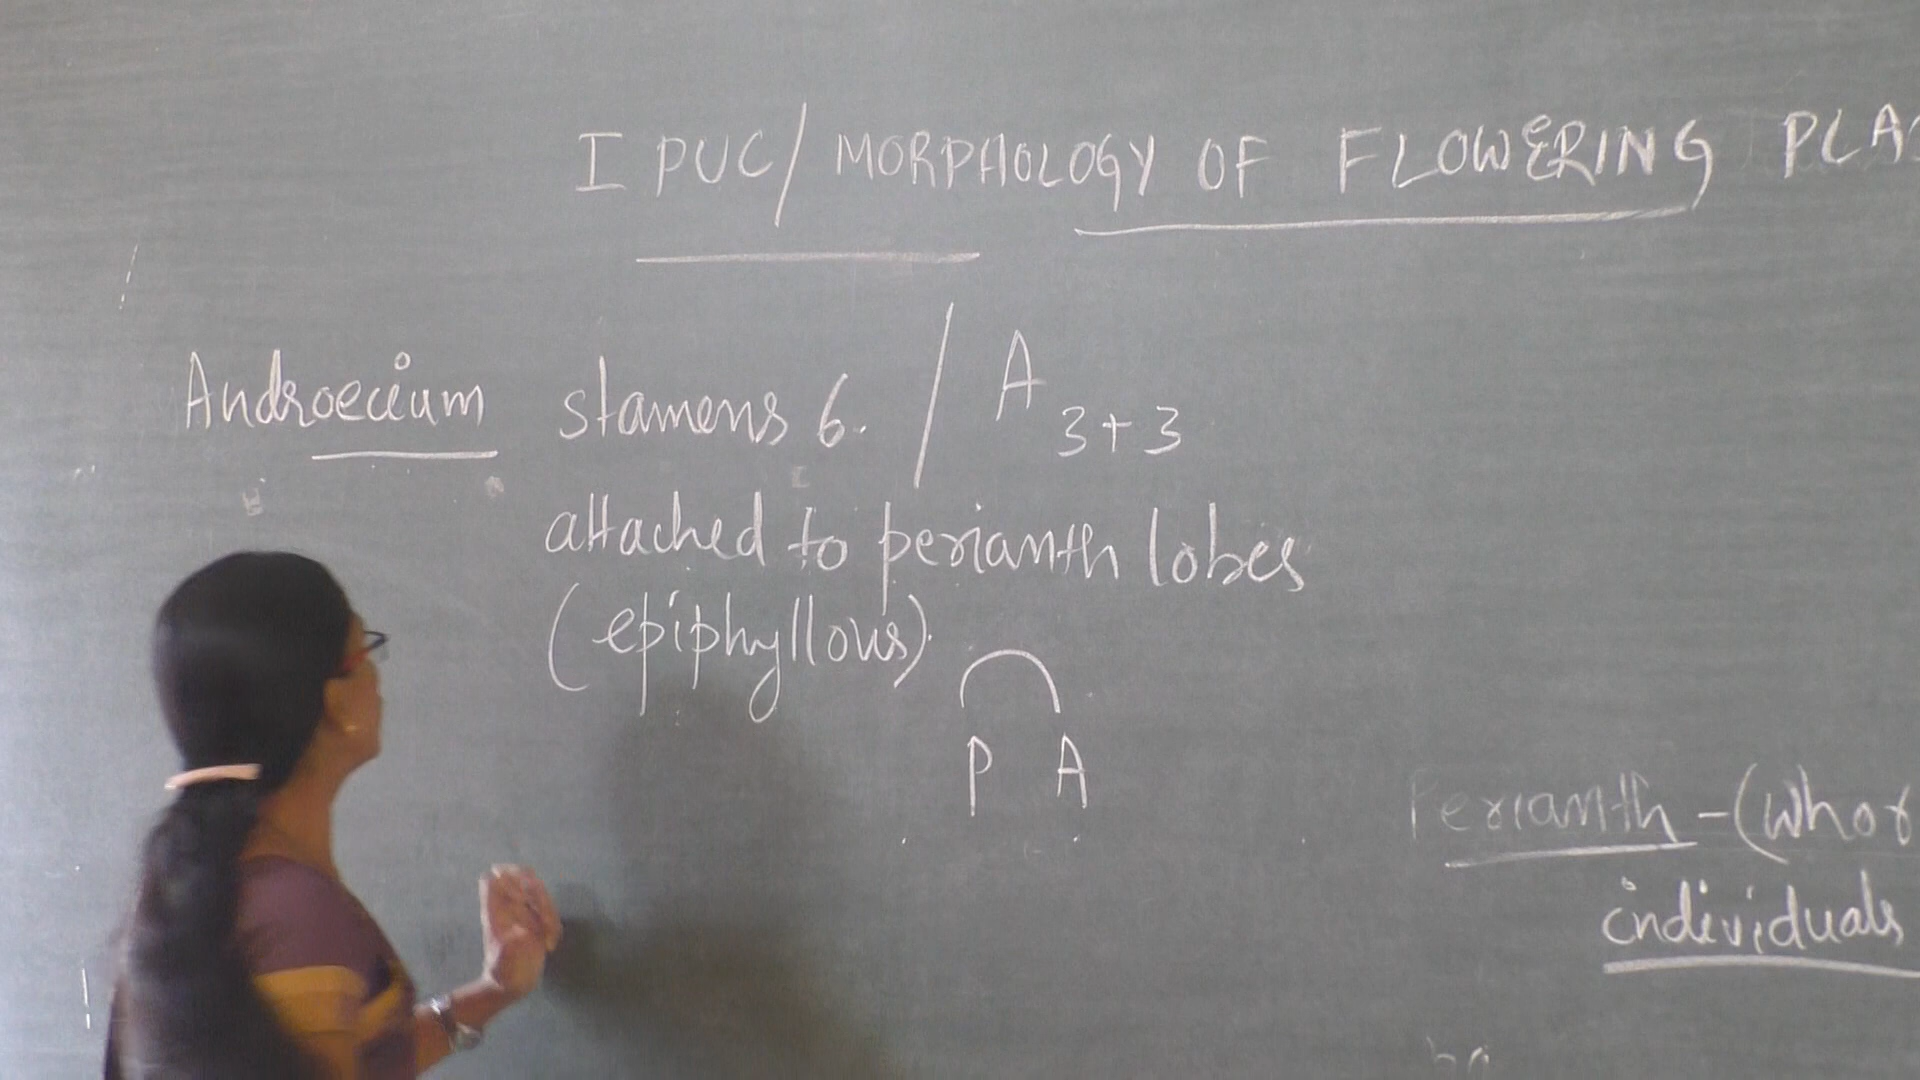 I PUC/ MORPHOLOGY OF FLOWERING
Androecium stamens 6. / A 3+3
attached to perianth lobes
(epiphyllous).
P A
Perianth - (
individuals